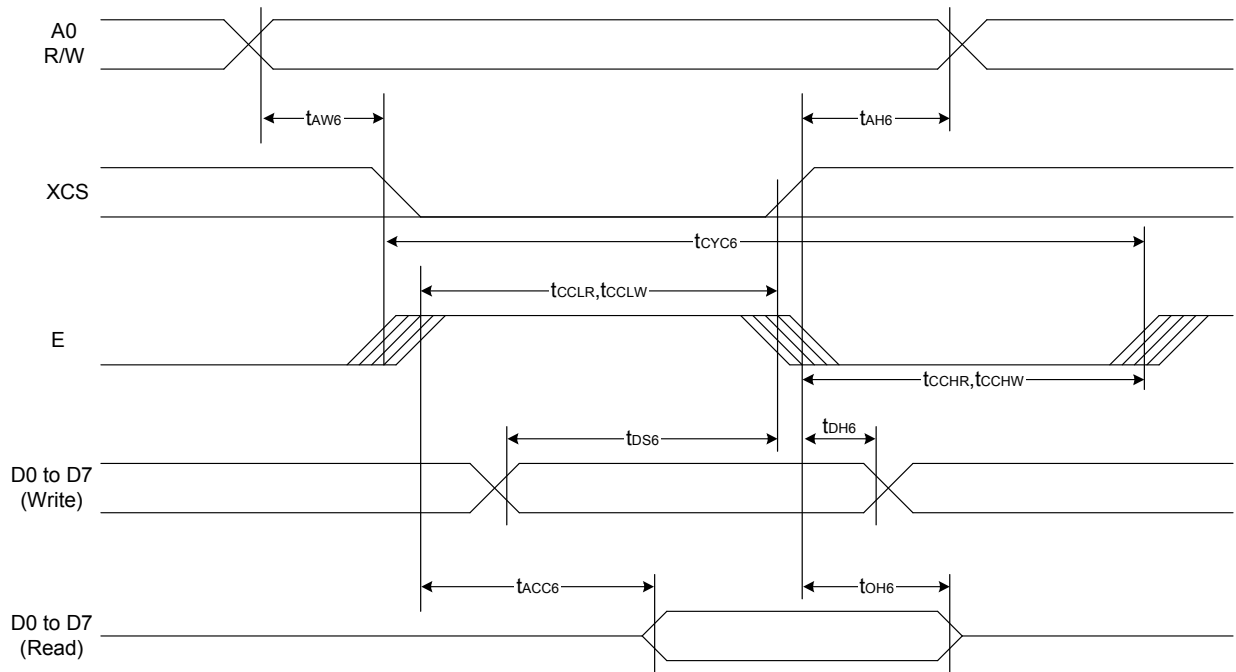 A0
R/W
tAW6
tAH6
XCS
tCYC6
tCCLR,tCCLW
E
tCCHR,tCCHW
tDS6
tDH6
D0 to D7
(Write)
tACC6
tOH6
D0 to D7
(Read)